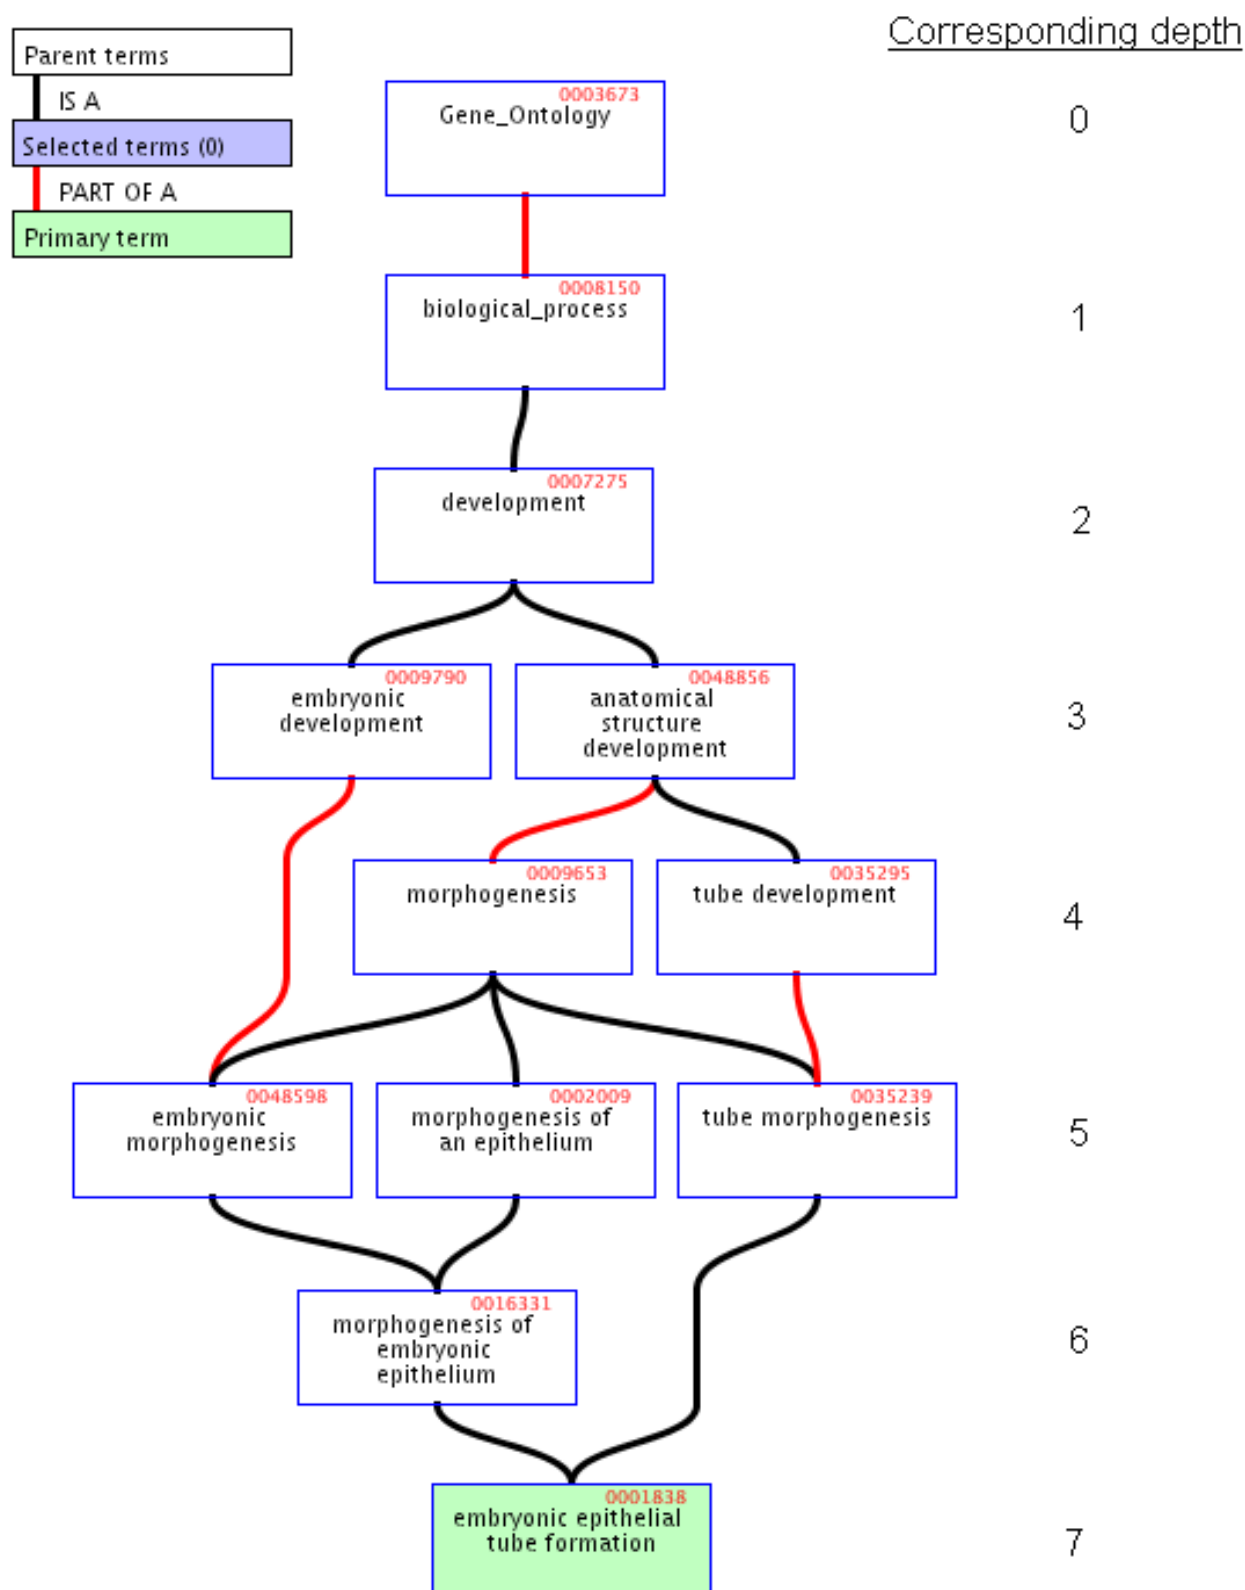 Corresponding depth
Parent terms
IS A
Selected terms (0)
PART OF A
Primary term
0003673
Gene_Ontology
0
0008150
biological_process
1
0007275
development
2
0009790
embryonic
development
0048856
anatomical
structure
development
3
0009653
morphogenesis
0035295
tube development
4
0048598
embryonic
morphogenesis
0002009
morphogenesis of
an epithelium
0035239
tube morphogenesis
5
0016331
morphogenesis of
embryonic
epithelium
6
0001838
embryonic epithelial
tube formation
7